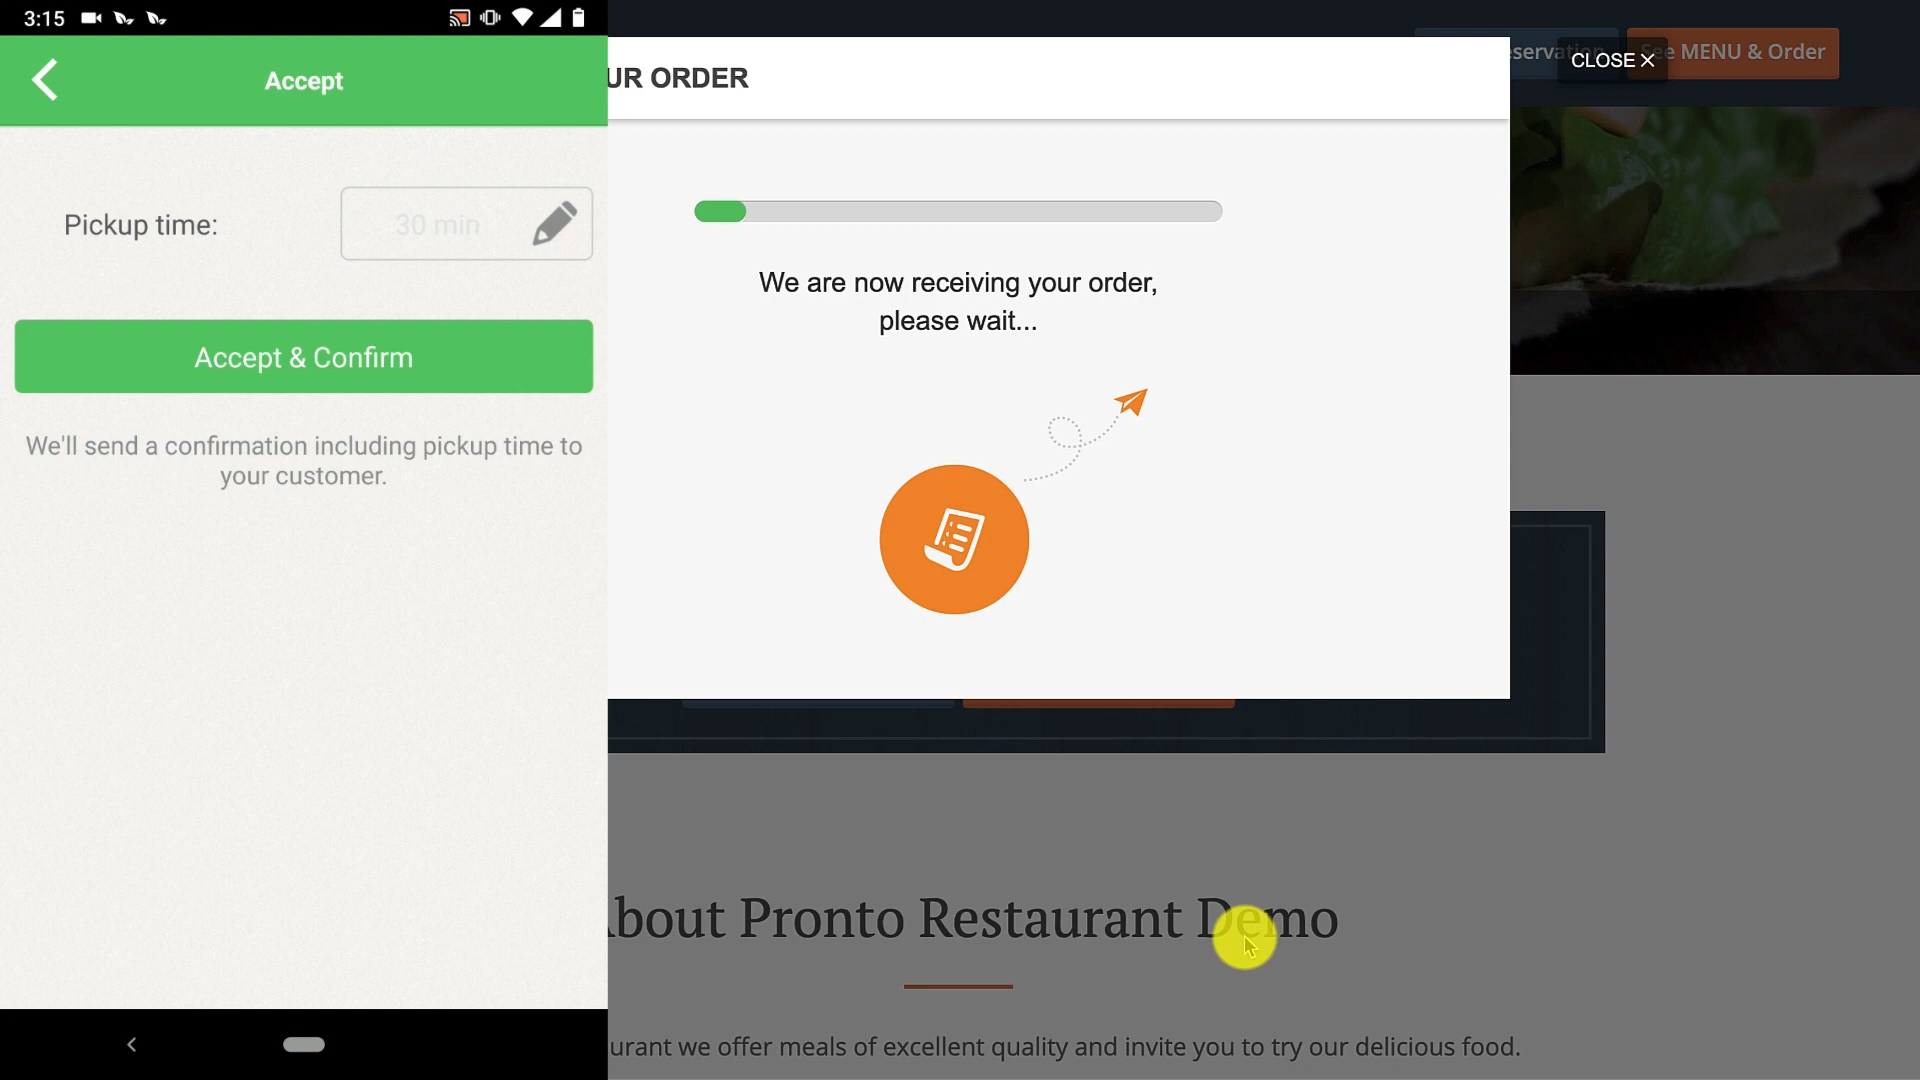 3:15
Accept
Pickup time:
30 min
Accept & Confirm
We'll send a confirmation including pickup time to
your customer.
UR ORDER
We are now receiving your order,
please wait...
CLOSE ×
See MENU & Order
bout Pronto Restaurant Demo
urant we offer meals of excellent quality and invite you to try our delicious food.